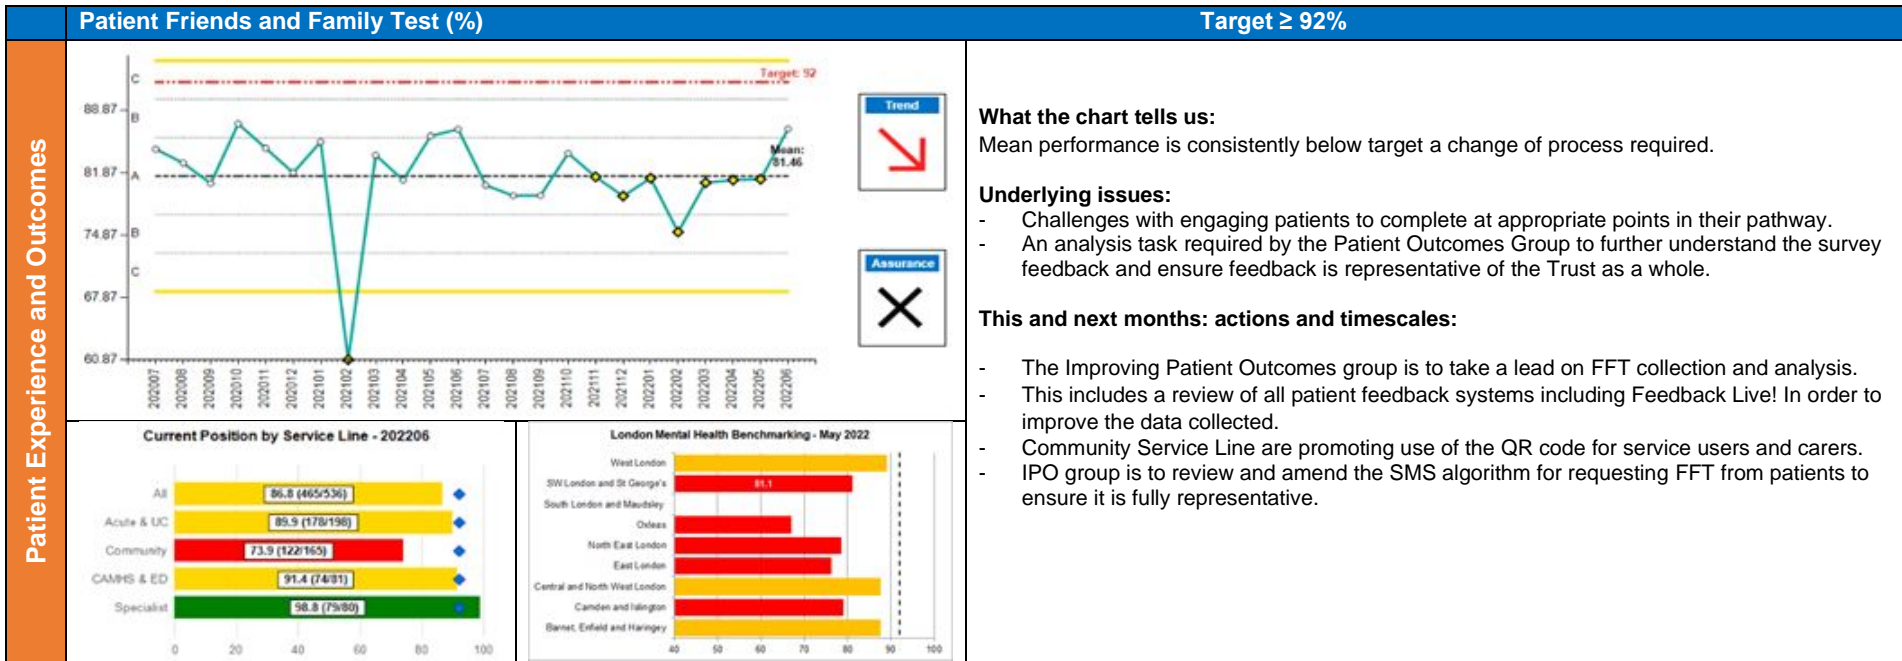 Patient Friends and Family Test (%)
Target ≥ 92%
Patient Experience and Outcomes
C
B
A
B
C
88.87
81.87
74.87
67.87
60.87
Target: 92
Mean:
81.46
202007
202008
202009
202010
202011
202012
202101
202102
202103
202104
202105
202106
202107
202108
202109
202110
202111
202112
202201
202202
202203
202204
202205
202206
Trend
Assurance
What the chart tells us:
Mean performance is consistently below target a change of process required.
Underlying issues:
- Challenges with engaging patients to complete at appropriate points in their pathway.
- An analysis task required by the Patient Outcomes Group to further understand the survey
feedback and ensure feedback is representative of the Trust as a whole.
This and next months: actions and timescales:
- The Improving Patient Outcomes group is to take a lead on FFT collection and analysis.
- This includes a review of all patient feedback systems including Feedback Live! In order to
improve the data collected.
- Community Service Line are promoting use of the QR code for service users and carers.
- IPO group is to review and amend the SMS algorithm for requesting FFT from patients to
ensure it is fully representative.
Current Position by Service Line - 202206
All
86.8 (465/536)
Acute & UC
89.9 (178/198)
Community
73.9 (122/165)
CAMHS & ED
91.4 (74/81)
Specialist
98.8 (79/80)
0 20 40 60 80 100
London Mental Health Benchmarking - May 2022
West London
SW London and St George's
81.1
South London and Maudsley
Oxleas
North East London
East London
Central and North West London
Camden and Islington
Barnet, Enfield and Haringey
40 50 60 70 80 90 100